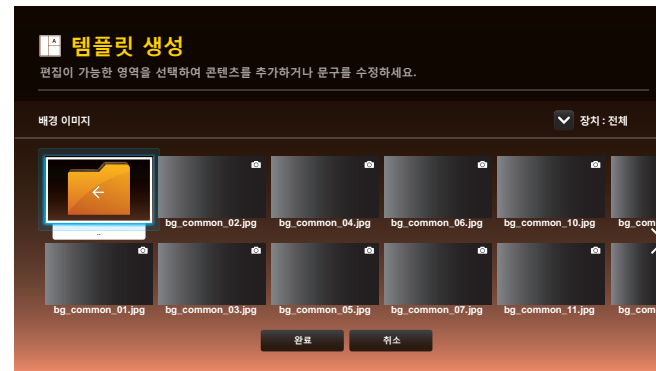 템플릿 생성
편집이 가능한 영역을 선택하여 콘텐츠를 추가하거나 문구를 수정하세요.
배경 이미지
장치 : 전체
bg_common_02.jpg bg_common_04.jpg bg_common_06.jpg bg_common_10.jpg bg_com
..
bg_common_01.jpg bg_common_03.jpg bg_common_05.jpg bg_common_07.jpg bg_common_11.jpg bg_com
완료 취소